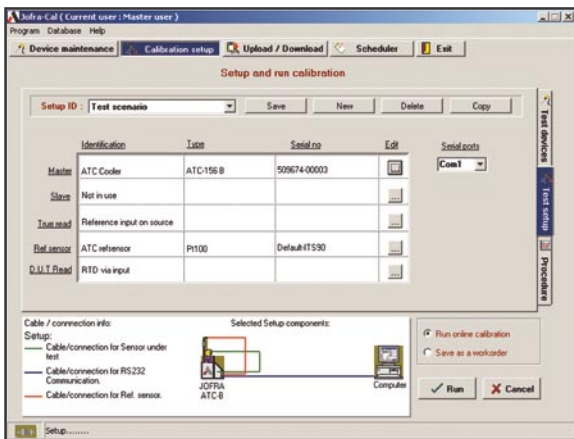 Jofra-Cal ( Current user : Master user )
Program Database Help
Device maintenance Calibration setup Upload / Download Scheduler Exit
Setup and run calibration
Setup ID : Test scenario Save New Delete Copy
Identification Type Serial no Edit Serial ports
Master ATC Cooler ATC-156 B 509674-00003 ... Com1
Slave Not in use ...
True read Reference input on source ...
Ref. sensor ATC refsensor Pt100 Default-ITS90 ...
D.U.T Read RTD via input ...
Test devices
Test setup
Procedure
Cable / connnection info: Selected Setup components:
Setup:
Cable/connection for Sensor under
test
Cable/connection for RS232
Communication.
Cable/connection for Ref. sensor.
JOFRA
ATC-B
Computer
Run online calibration
Save as a workorder
Run Cancel
Setup........